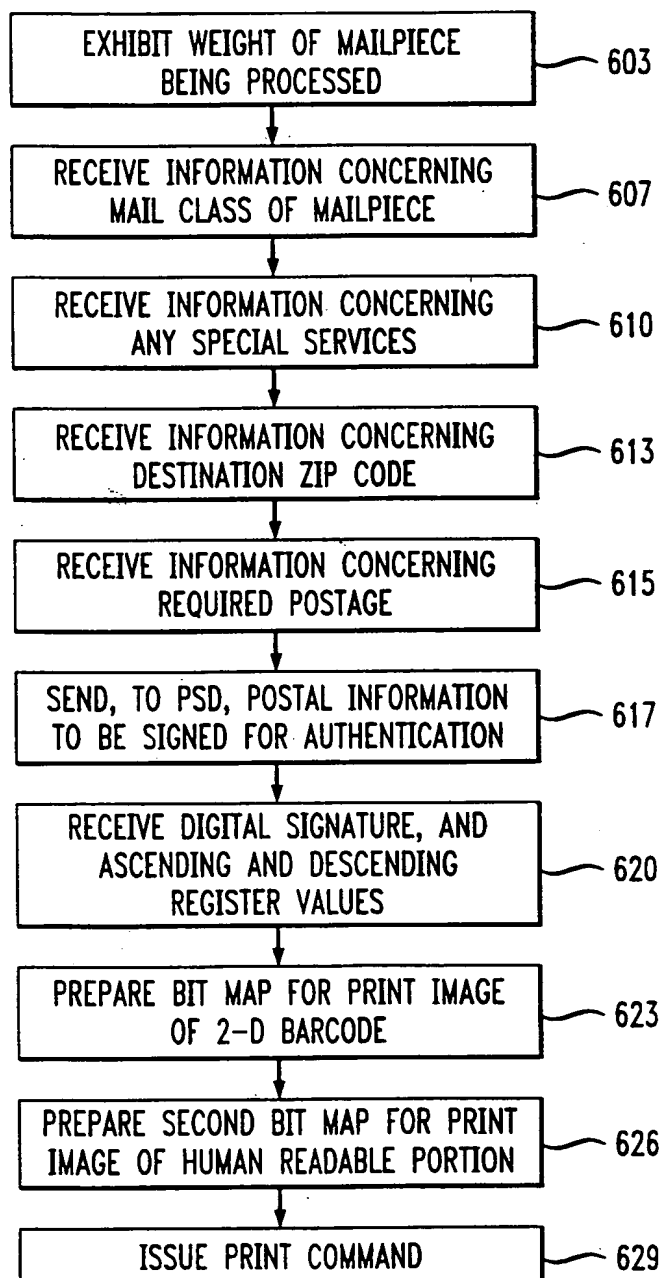 EXHIBIT WEIGHT OF MAILPIECE
BEING PROCESSED
603
RECEIVE INFORMATION CONCERNING
MAIL CLASS OF MAILPIECE
607
RECEIVE INFORMATION CONCERNING
ANY SPECIAL SERVICES
610
RECEIVE INFORMATION CONCERNING
DESTINATION ZIP CODE
613
RECEIVE INFORMATION CONCERNING
REQUIRED POSTAGE
615
SEND, TO PSD, POSTAL INFORMATION
TO BE SIGNED FOR AUTHENTICATION
617
RECEIVE DIGITAL SIGNATURE, AND
ASCENDING AND DESCENDING
REGISTER VALUES
620
PREPARE BIT MAP FOR PRINT IMAGE
OF 2-D BARCODE
623
PREPARE SECOND BIT MAP FOR PRINT
IMAGE OF HUMAN READABLE PORTION
626
ISSUE PRINT COMMAND
629